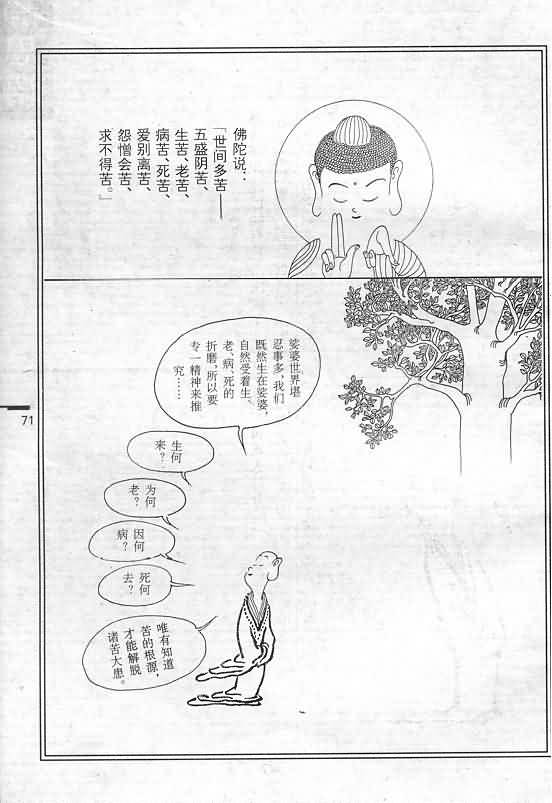 佛陀说：
「世间多苦——
五盛阴苦、
生苦、老苦、
病苦、死苦、
爱别离苦、
怨憎会苦、
求不得苦。』
娑婆世界堪
忍事多，我们
既然生在娑婆，
自然受着生、
老、病、死的
折磨，所以要
专一精神来推
究……
生何
来？
为何
老？
因何
病？
死何
去？
唯有知道
苦的根源，
才能解脱
诸苦大患。
71